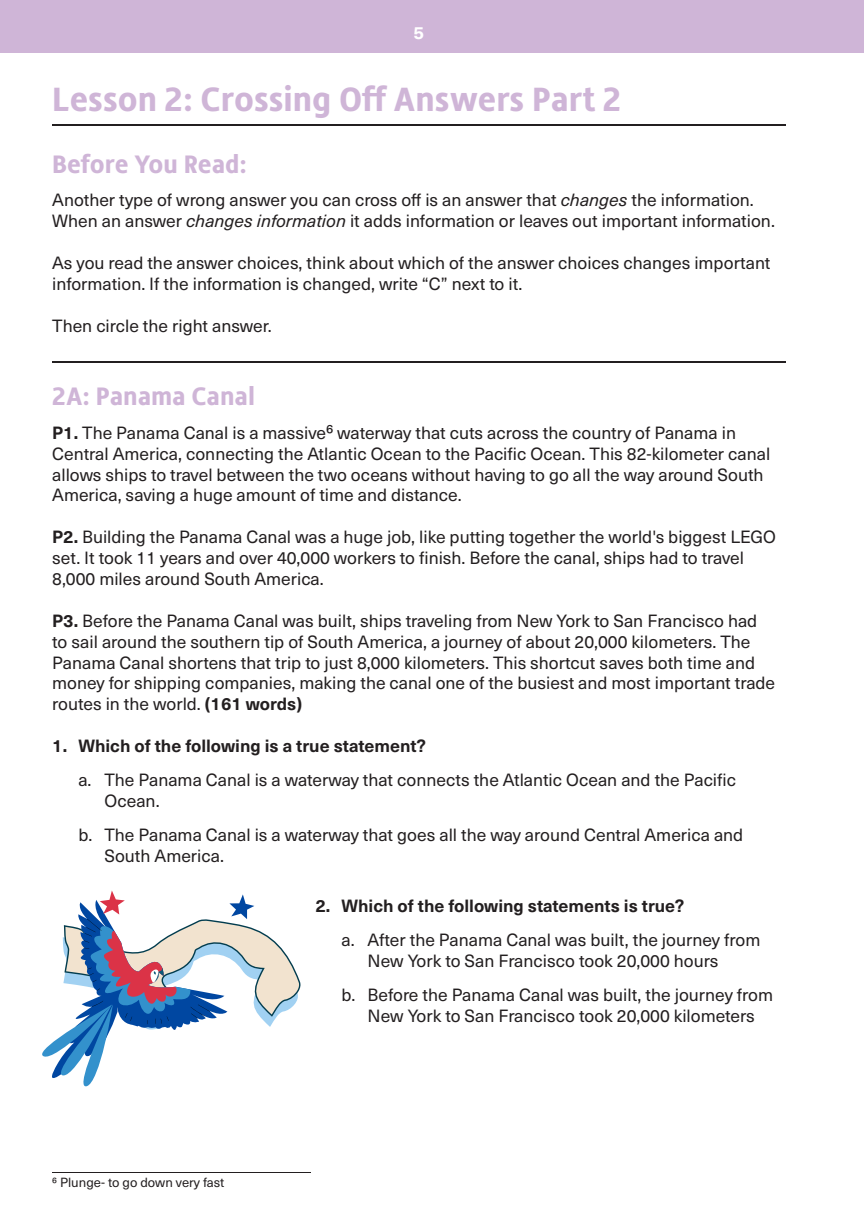 5
Lesson 2: Crossing Off Answers Part 2
Before You Read:
Another type of wrong answer you can cross off is an answer that changes the information.
When an answer changes information it adds information or leaves out important information.
As you read the answer choices, think about which of the answer choices changes important
information. If the information is changed, write “C” next to it.
Then circle the right answer.
2A: Panama Canal
P1. The Panama Canal is a massive⁶ waterway that cuts across the country of Panama in
Central America, connecting the Atlantic Ocean to the Pacific Ocean. This 82-kilometer canal
allows ships to travel between the two oceans without having to go all the way around South
America, saving a huge amount of time and distance.
P2. Building the Panama Canal was a huge job, like putting together the world's biggest LEGO
set. It took 11 years and over 40,000 workers to finish. Before the canal, ships had to travel
8,000 miles around South America.
P3. Before the Panama Canal was built, ships traveling from New York to San Francisco had
to sail around the southern tip of South America, a journey of about 20,000 kilometers. The
Panama Canal shortens that trip to just 8,000 kilometers. This shortcut saves both time and
money for shipping companies, making the canal one of the busiest and most important trade
routes in the world. (161 words)
1. Which of the following is a true statement?
a. The Panama Canal is a waterway that connects the Atlantic Ocean and the Pacific
Ocean.
b. The Panama Canal is a waterway that goes all the way around Central America and
South America.
2. Which of the following statements is true?
a. After the Panama Canal was built, the journey from
New York to San Francisco took 20,000 hours
b. Before the Panama Canal was built, the journey from
New York to San Francisco took 20,000 kilometers
⁶ Plunge- to go down very fast